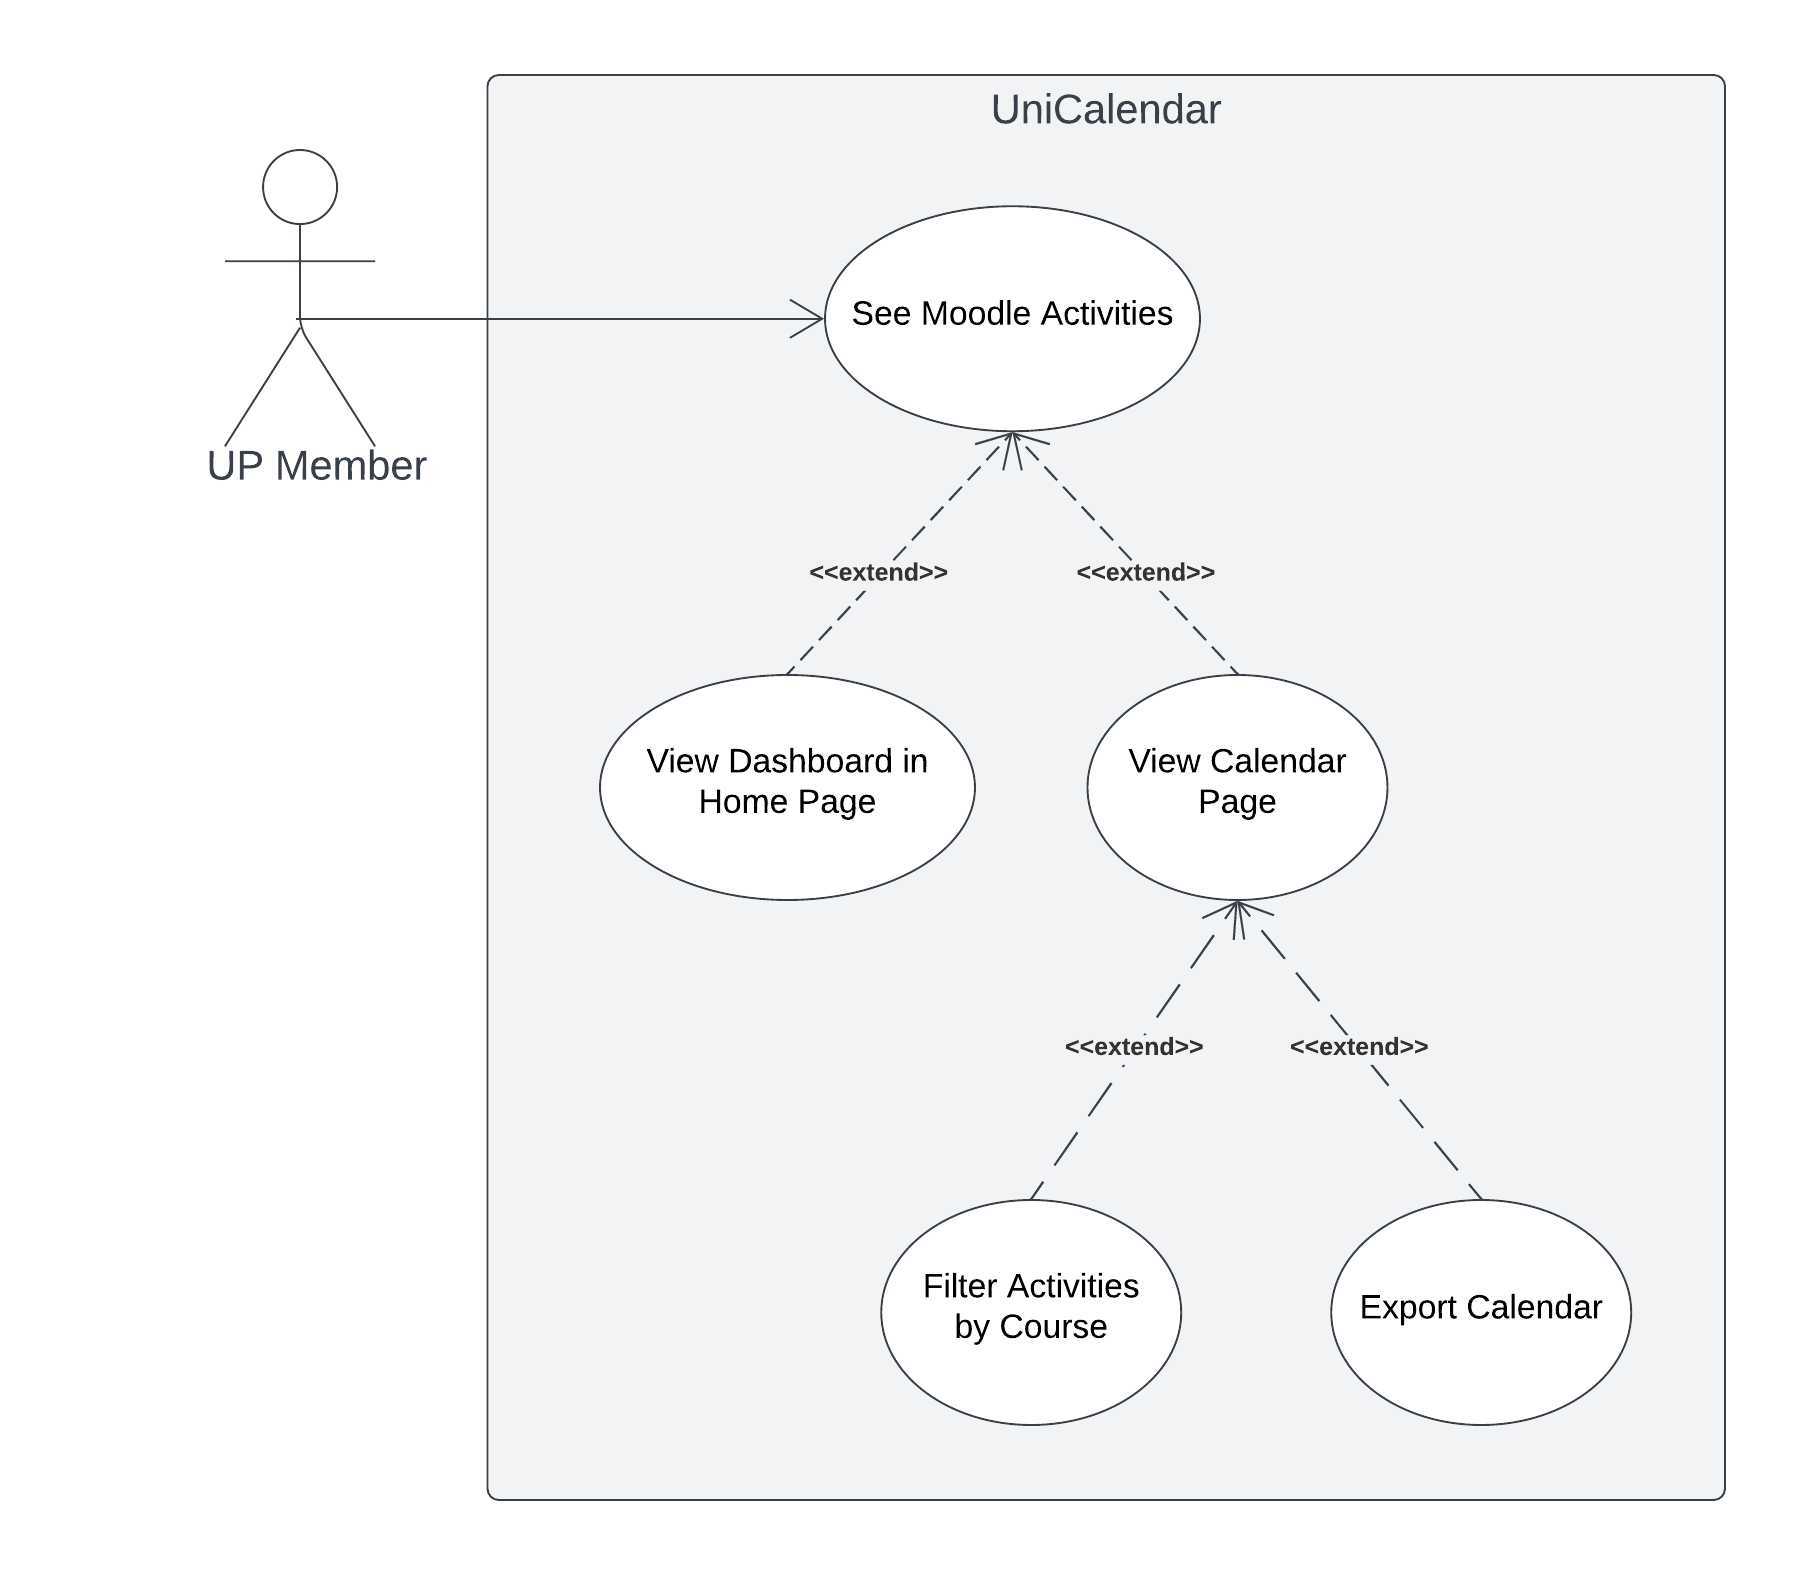 UniCalendar
See Moodle Activities
UP Member
<<extend>>
<<extend>>
View Dashboard in
Home Page
View Calendar
Page
<<extend>>
<<extend>>
Filter Activities
by Course
Export Calendar